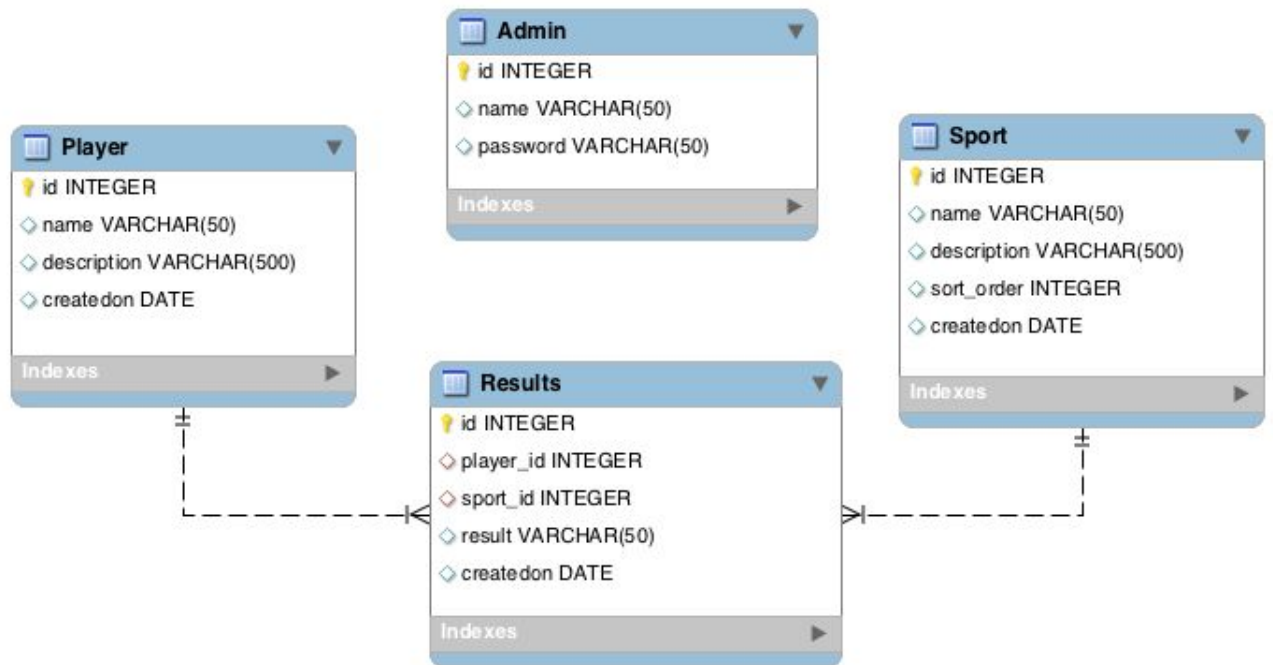 Admin
id INTEGER
name VARCHAR(50)
password VARCHAR(50)
Indexes
Player
id INTEGER
name VARCHAR(50)
description VARCHAR(500)
createdon DATE
Indexes
Sport
id INTEGER
name VARCHAR(50)
description VARCHAR(500)
sort_order INTEGER
createdon DATE
Indexes
Results
id INTEGER
player_id INTEGER
sport_id INTEGER
result VARCHAR(50)
createdon DATE
Indexes